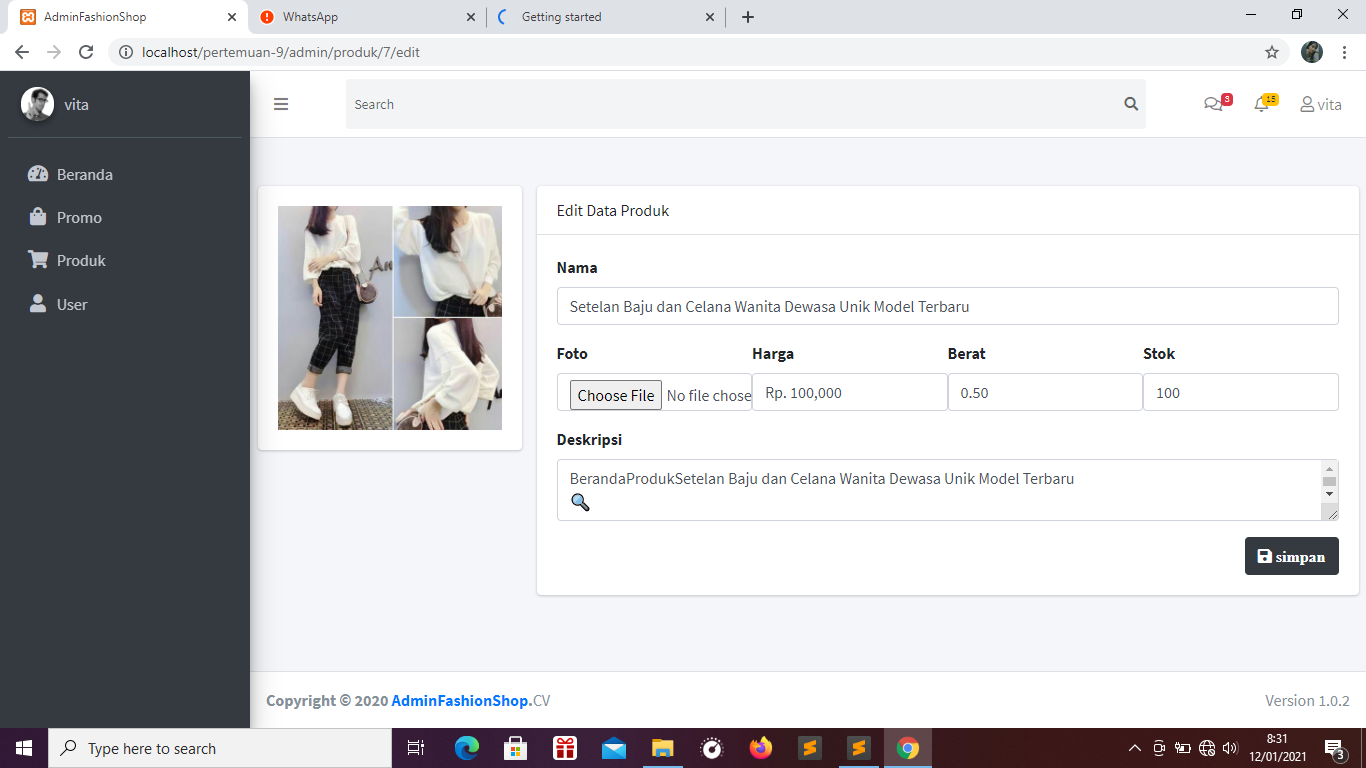 AdminFashionShop
WhatsApp
Getting started
localhost/pertemuan-9/admin/produk/7/edit
vita
Search
3
15
vita
Beranda
Promo
Produk
User
Edit Data Produk
Nama
Setelan Baju dan Celana Wanita Dewasa Unik Model Terbaru
Foto Harga Berat Stok
Choose File No file chose Rp. 100,000 0.50 100
Deskripsi
BerandaProdukSetelan Baju dan Celana Wanita Dewasa Unik Model Terbaru
simpan
Copyright © 2020 AdminFashionShop.CV
Version 1.0.2
Type here to search
8:31
12/01/2021
3